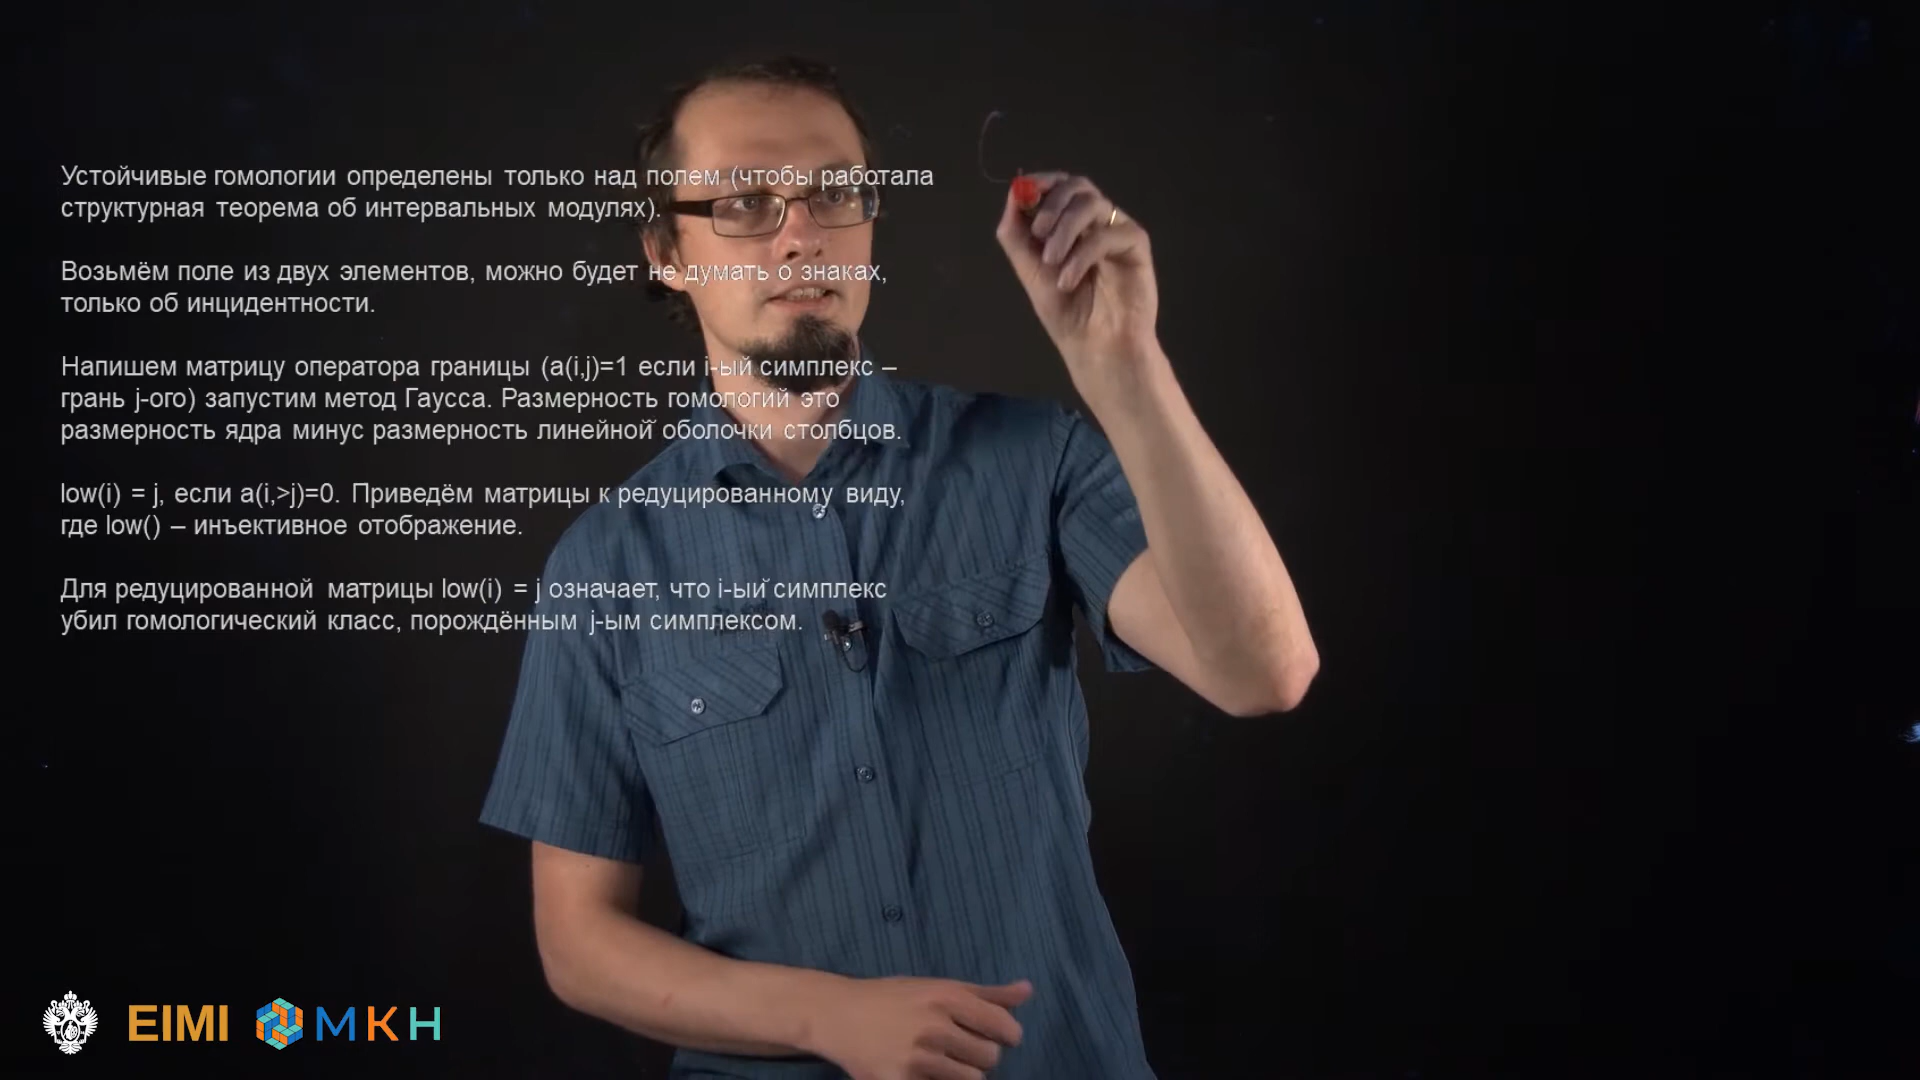 Устойчивые гомологии определены только над полем (чтобы работала
структурная теорема об интервальных модулях).
Возьмём поле из двух элементов, можно будет не думать о знаках,
только об инцидентности.
Напишем матрицу оператора границы (a(i,j)=1 если i-ый симплекс –
грань j-ого) запустим метод Гаусса. Размерность гомологий это
размерность ядра минус размерность линейной оболочки столбцов.
low(i) = j, если a(i,>j)=0. Приведём матрицы к редуцированному виду,
где low() – инъективное отображение.
Для редуцированной матрицы low(i) = j означает, что i-ый симплекс
убил гомологический класс, порождённым j-ым симплексом.
EIMI МКН